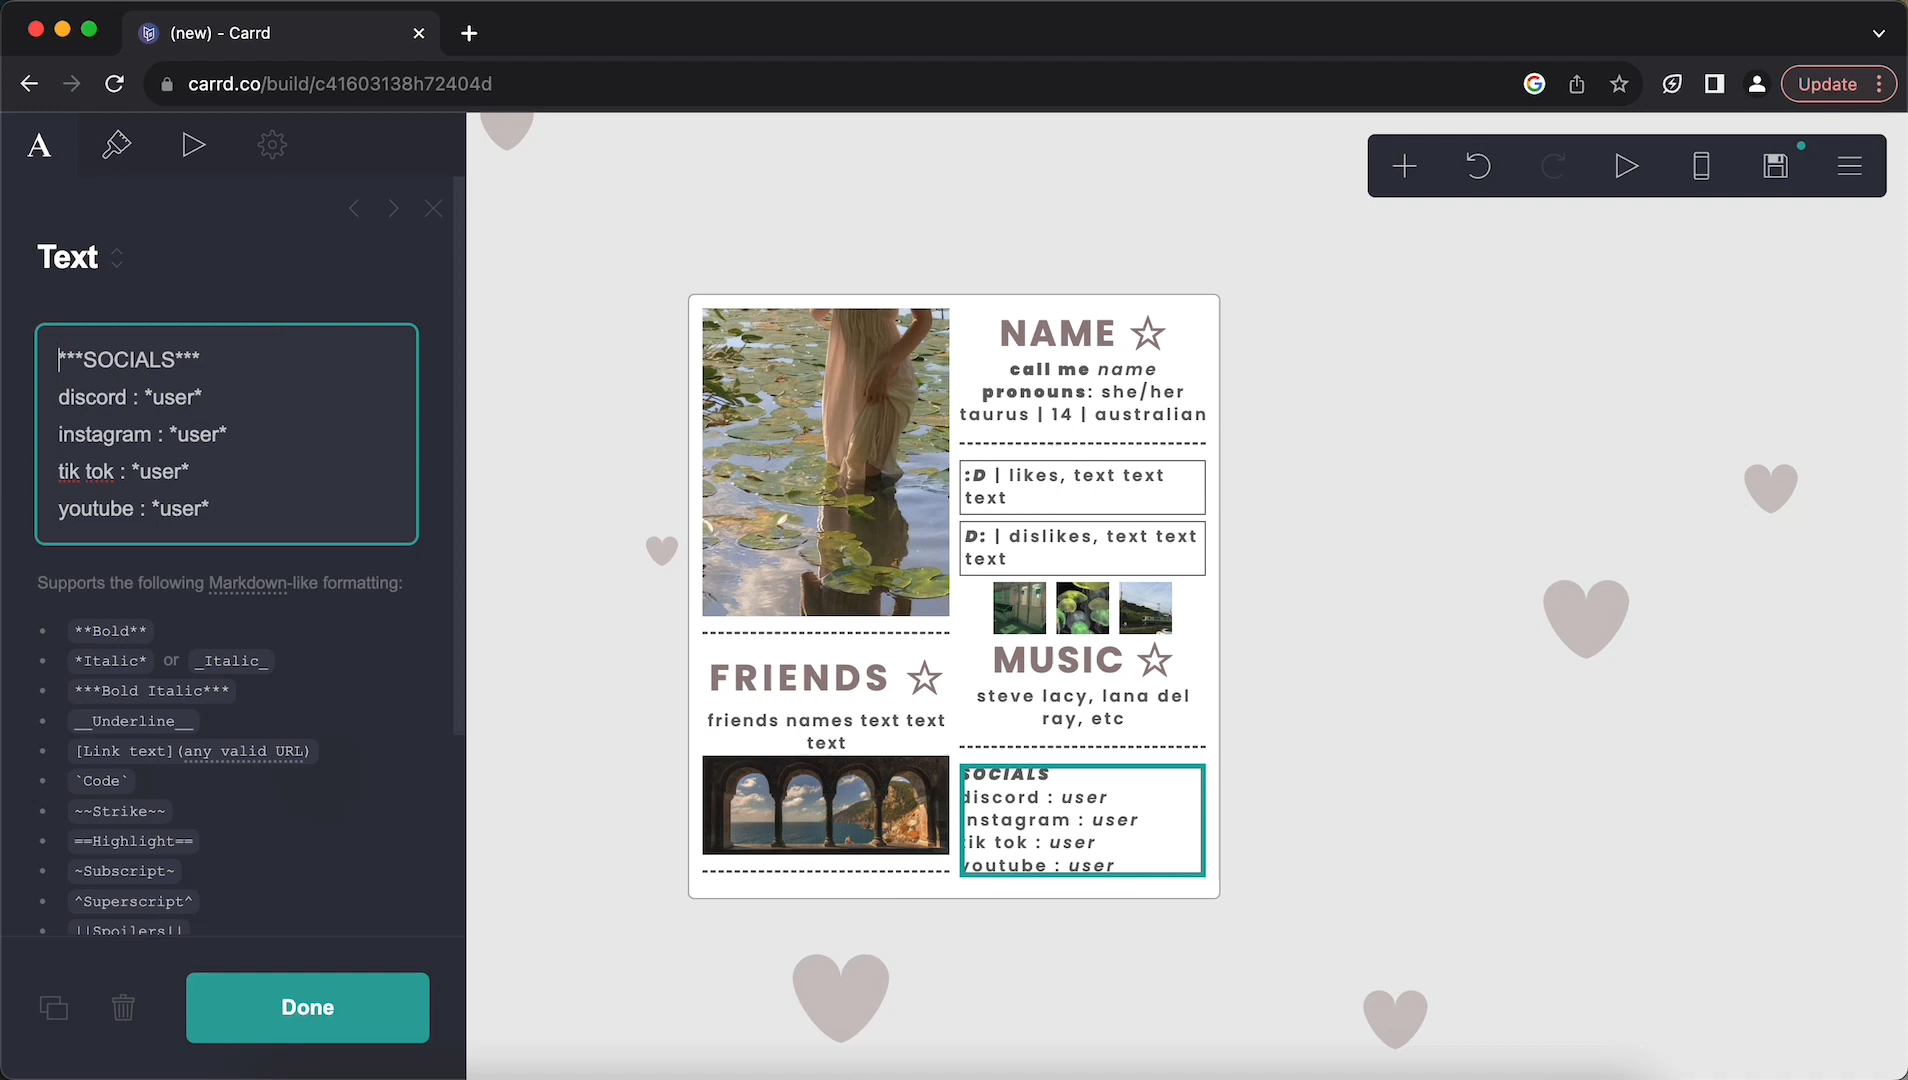 (new) - Carrd
carrd.co/build/c41603138h72404d
Update
A
Text
***SOCIALS***
discord : *user*
instagram : *user*
tik tok : *user*
youtube : *user*
Supports the following Markdown-like formatting:
**Bold**
*Italic* or _Italic_
***Bold Italic***
__Underline__
[Link text](any valid URL)
`Code`
~~Strike~~
==Highlight==
~Subscript~
^Superscript^
||Spoilers||
Done
NAME ☆
call me name
pronouns: she/her
taurus | 14 | australian
:D | likes, text text
text
D: | dislikes, text text
text
MUSIC ☆
steve lacy, lana del
ray, etc
FRIENDS ☆
friends names text text
text
SOCIALS
discord : user
instagram : user
tik tok : user
youtube : user